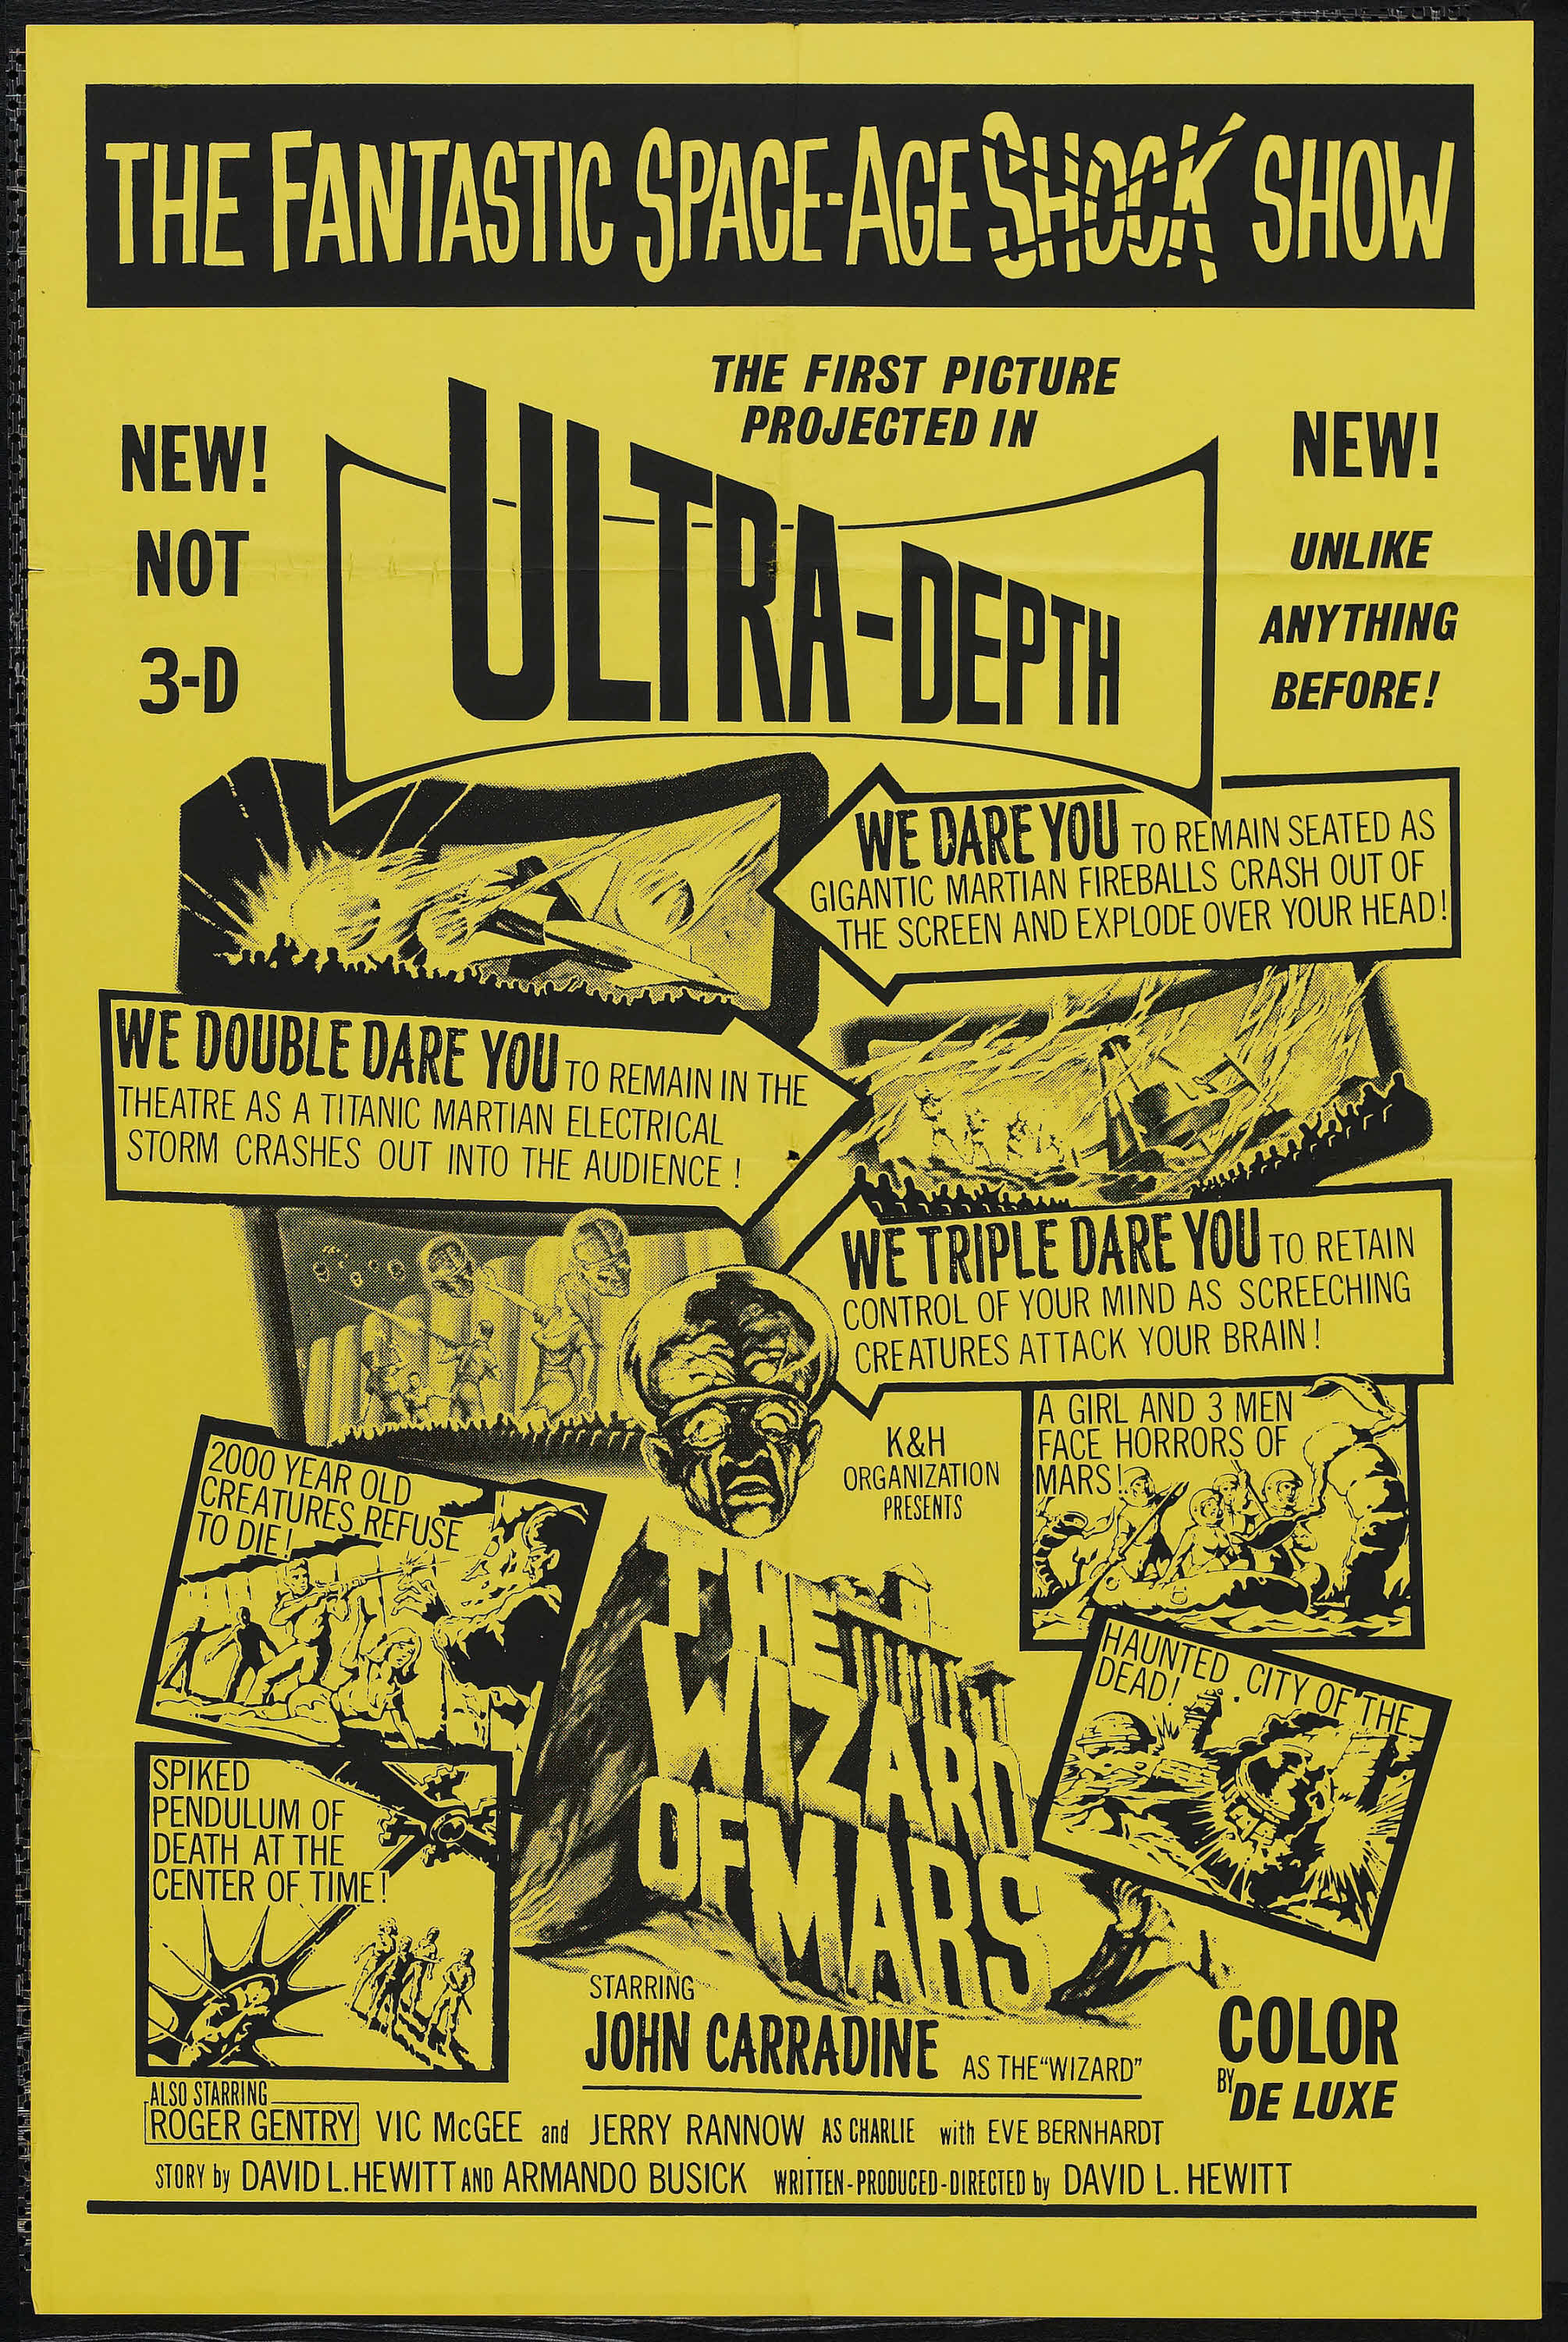 THE FANTASTIC SPACE-AGE SHOCK SHOW
THE FIRST PICTURE
PROJECTED IN
NEW!
NOT
3-D
ULTRA-DEPTH
NEW!
UNLIKE
ANYTHING
BEFORE!
WE DARE YOU TO REMAIN SEATED AS
GIGANTIC MARTIAN FIREBALLS CRASH OUT OF
THE SCREEN AND EXPLODE OVER YOUR HEAD!
WE DOUBLE DARE YOU TO REMAIN IN THE
THEATRE AS A TITANIC MARTIAN ELECTRICAL
STORM CRASHES OUT INTO THE AUDIENCE!
WE TRIPLE DARE YOU TO RETAIN
CONTROL OF YOUR MIND AS SCREECHING
CREATURES ATTACK YOUR BRAIN!
K&H
ORGANIZATION
PRESENTS
A GIRL AND 3 MEN
FACE HORRORS OF
MARS!
2000 YEAR OLD
CREATURES REFUSE
TO DIE!
THE
WIZARD
OF MARS
HAUNTED CITY OF THE
DEAD!
SPIKED
PENDULUM OF
DEATH AT THE
CENTER OF TIME!
STARRING
JOHN CARRADINE AS THE "WIZARD"
COLOR
BY DE LUXE
ALSO STARRING
ROGER GENTRY VIC McGEE and JERRY RANNOW AS CHARLIE with EVE BERNHARDT
STORY by DAVID L. HEWITT AND ARMANDO BUSICK WRITTEN-PRODUCED-DIRECTED by DAVID L. HEWITT